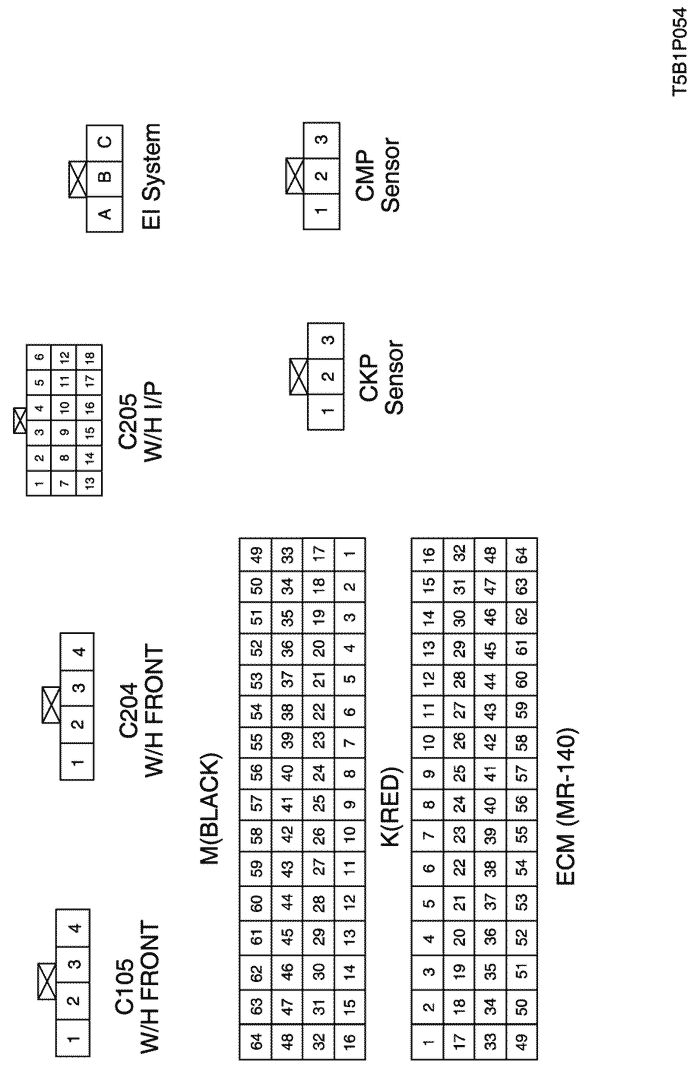 C105
W/H FRONT
1 2 3 4
C204
W/H FRONT
1 2 3 4
C205
W/H I/P
1 2 3 4 5 6
7 8 9 10 11 12
13 14 15 16 17 18
EI System
A B C
M(BLACK)
64 63 62 61 60 59 58 57 56 55 54 53 52 51 50 49
48 47 46 45 44 43 42 41 40 39 38 37 36 35 34 33
32 31 30 29 28 27 26 25 24 23 22 21 20 19 18 17
16 15 14 13 12 11 10 9 8 7 6 5 4 3 2 1
K(RED)
1 2 3 4 5 6 7 8 9 10 11 12 13 14 15 16
17 18 19 20 21 22 23 24 25 26 27 28 29 30 31 32
33 34 35 36 37 38 39 40 41 42 43 44 45 46 47 48
49 50 51 52 53 54 55 56 57 58 59 60 61 62 63 64
ECM (MR-140)
1 2 3
CKP
Sensor
1 2 3
CMP
Sensor
T5B1P054